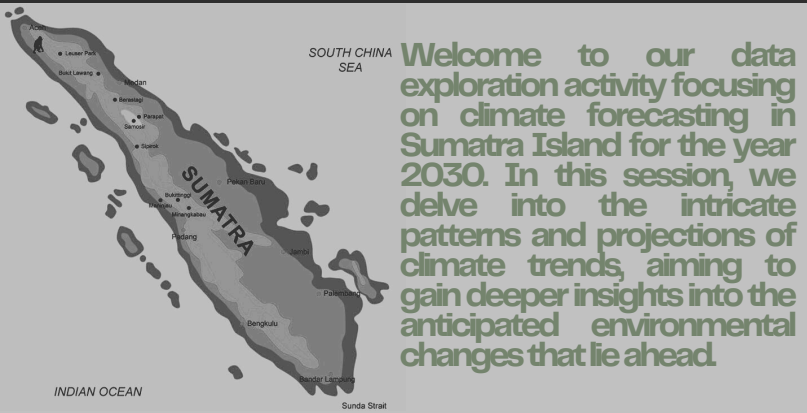 Aceh
Leuser Park
Bukit Lawang
Medan
Berastagi
Parapat
Samosir
Sipirok
SUMATRA
Pekan Baru
Bukittinggi
Maninjau
Minangkabau
Padang
Jambi
Palembang
Bengkulu
Bandar Lampung
Sunda Strait
INDIAN OCEAN
SOUTH CHINA
SEA
Welcome to our data
exploration activity focusing
on climate forecasting in
Sumatra Island for the year
2030. In this session, we
delve into the intricate
patterns and projections of
climate trends, aiming to
gain deeper insights into the
anticipated environmental
changes that lie ahead.